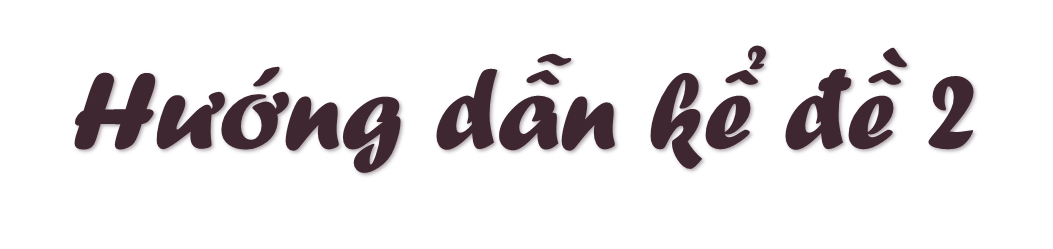 Hướng dẫn kể đề 2